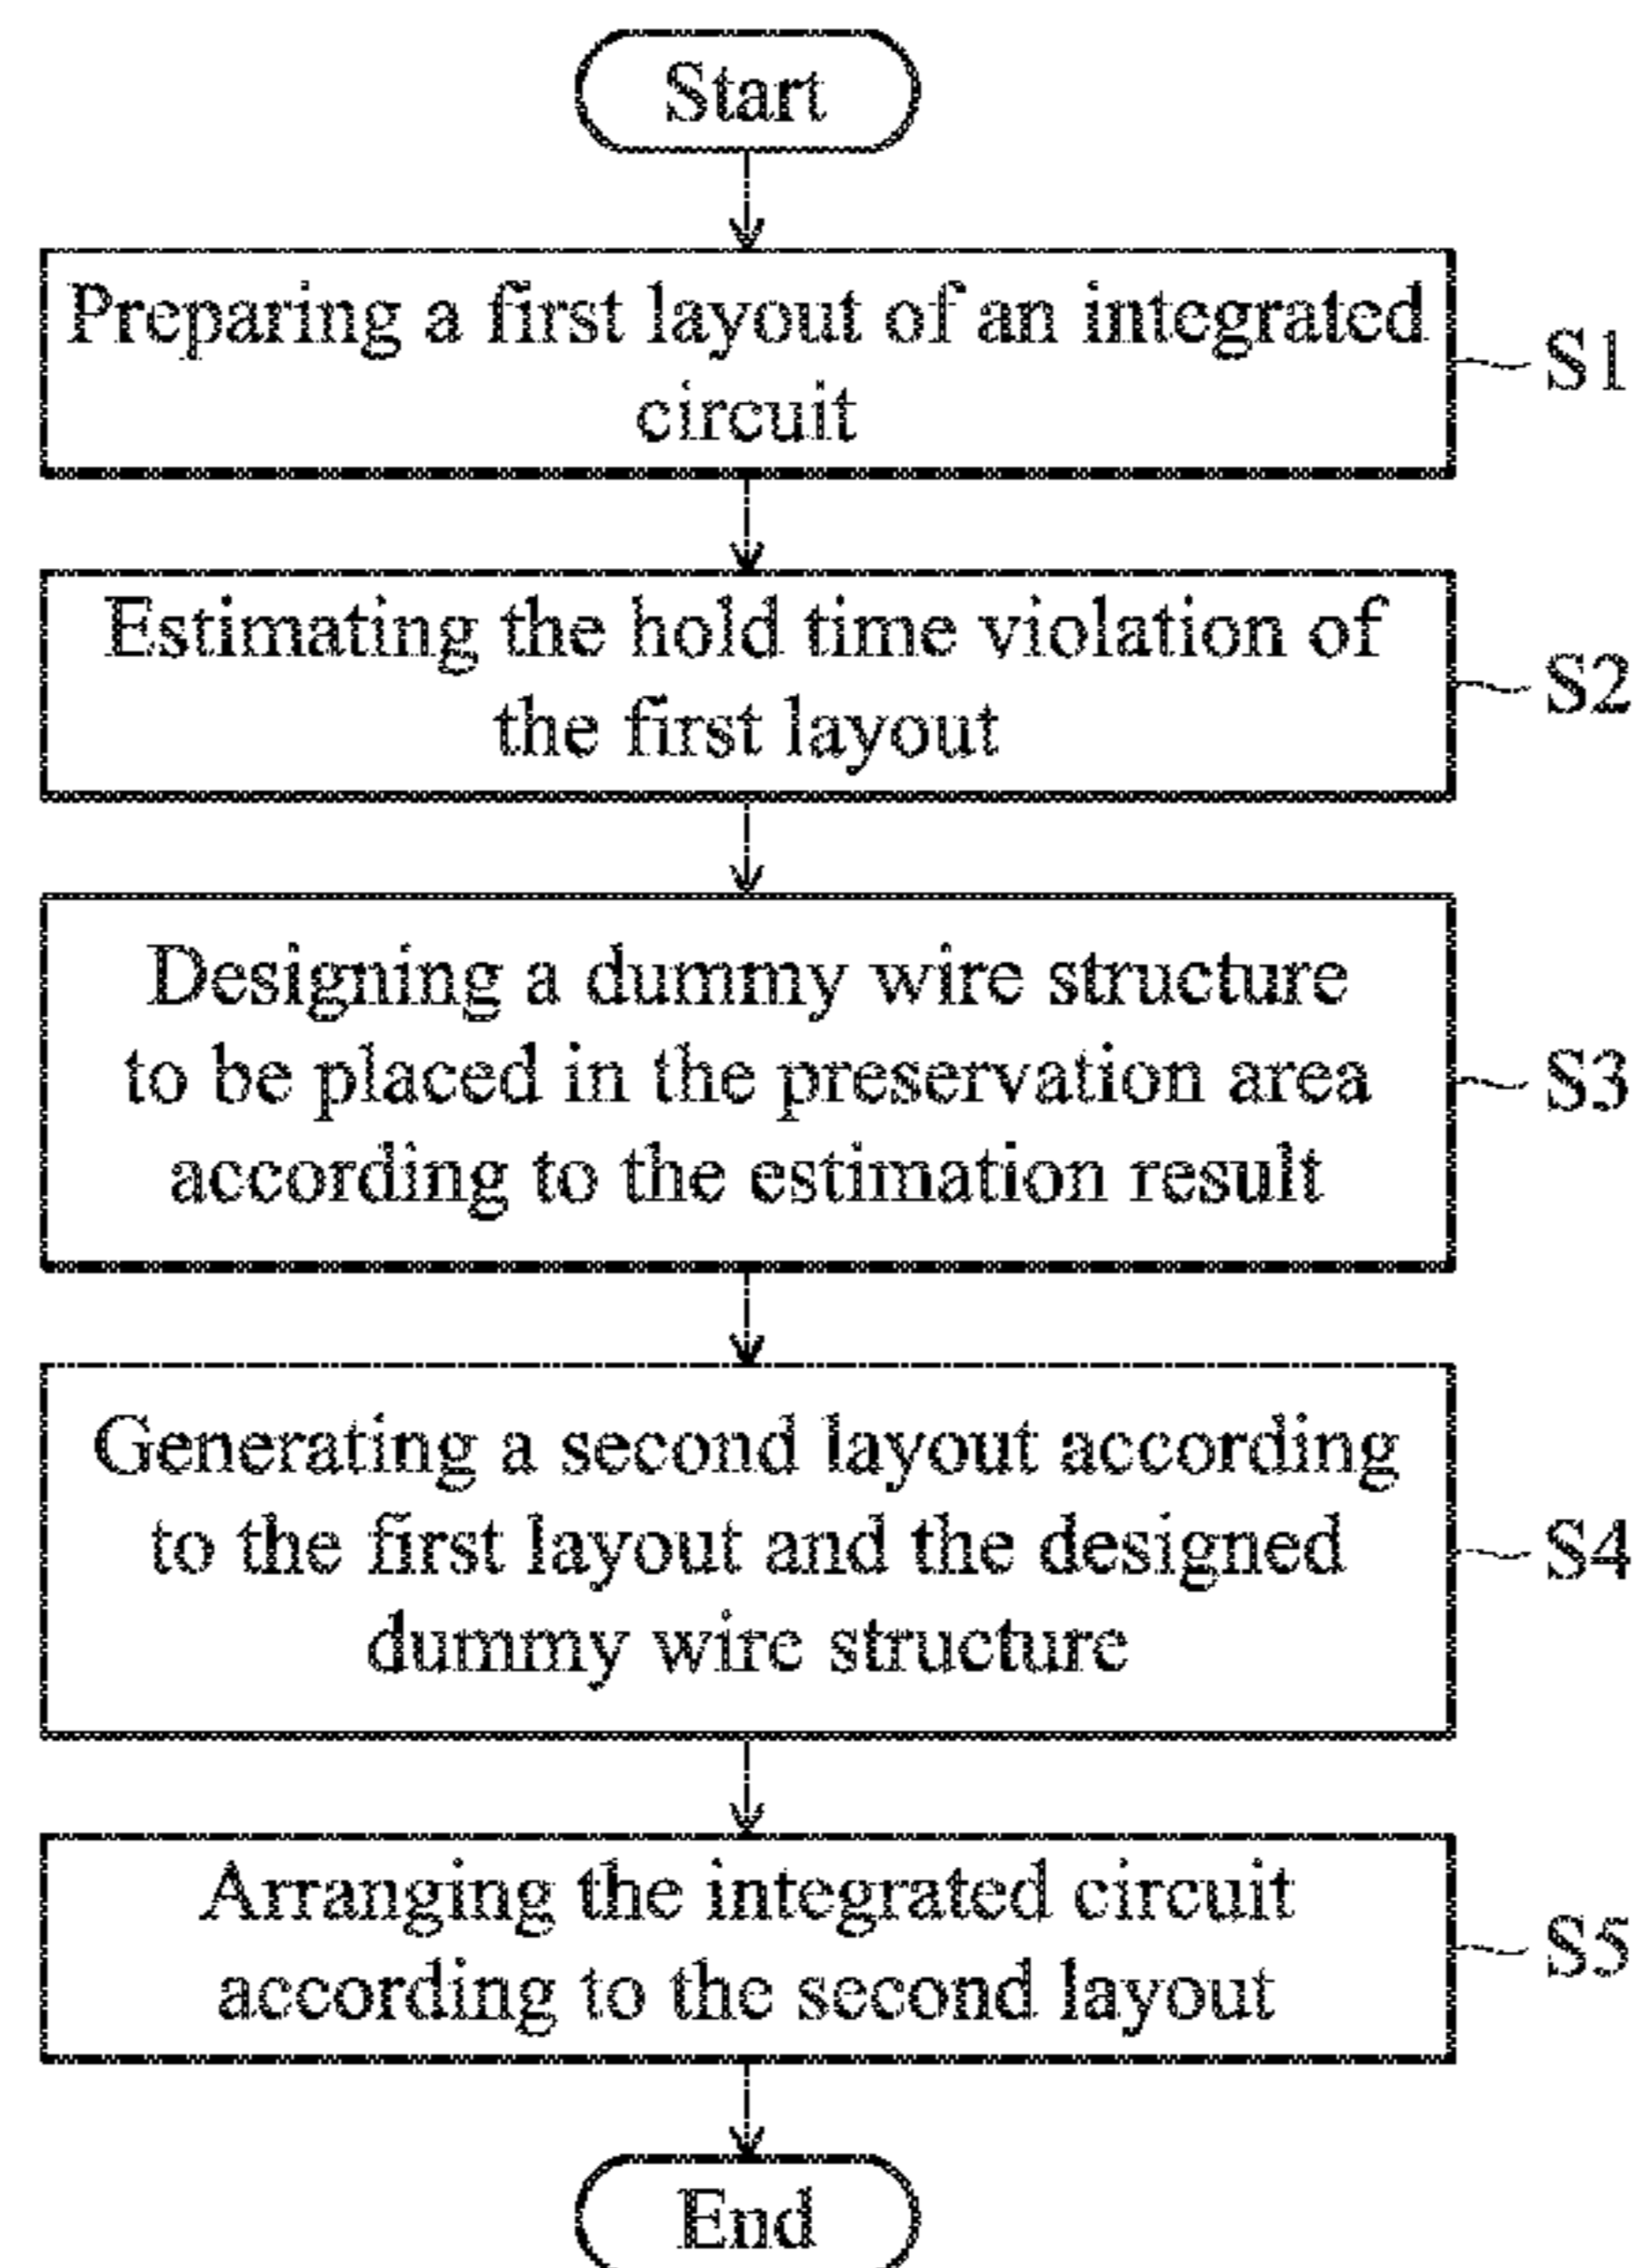 Start
Preparing a first layout of an integrated
circuit
S1
Estimating the hold time violation of
the first layout
S2
Designing a dummy wire structure
to be placed in the preservation area
according to the estimation result
S3
Generating a second layout according
to the first layout and the designed
dummy wire structure
S4
Arranging the integrated circuit
according to the second layout
S5
End